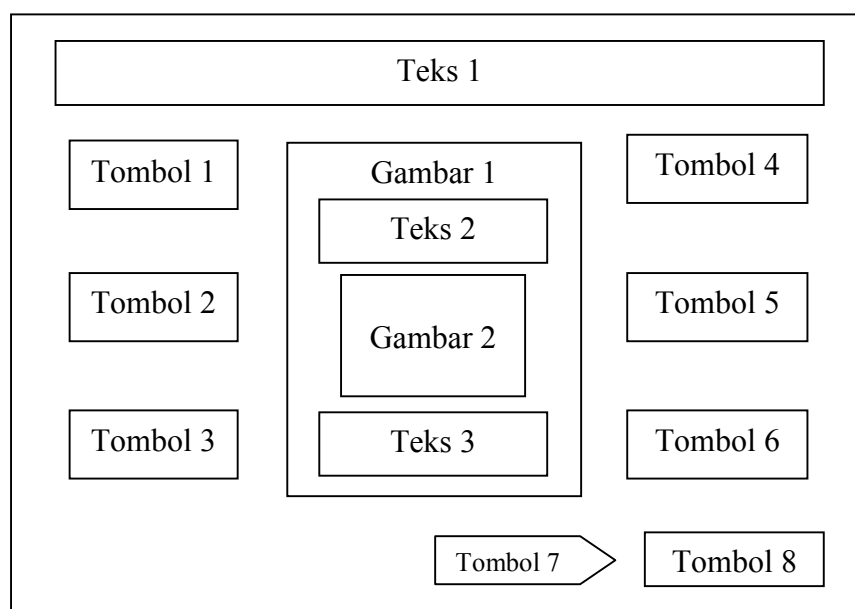 Teks 1
Tombol 1
Gambar 1
Tombol 4
Teks 2
Tombol 2
Gambar 2
Tombol 5
Tombol 3
Teks 3
Tombol 6
Tombol 7
Tombol 8